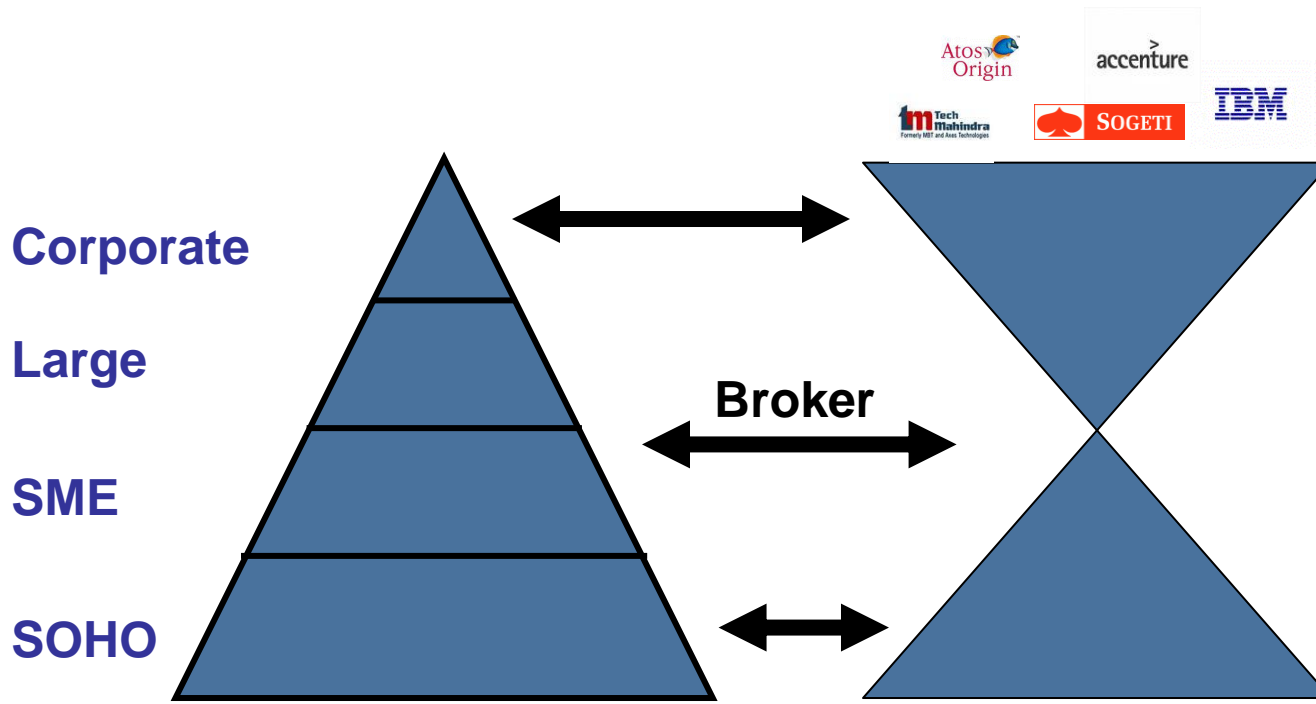 Atos
Origin
>
accenture
IBM
Tech
Mahindra
Formerly MBT and Axes Technologies
SOGETI
Corporate
Large
Broker
SME
SOHO